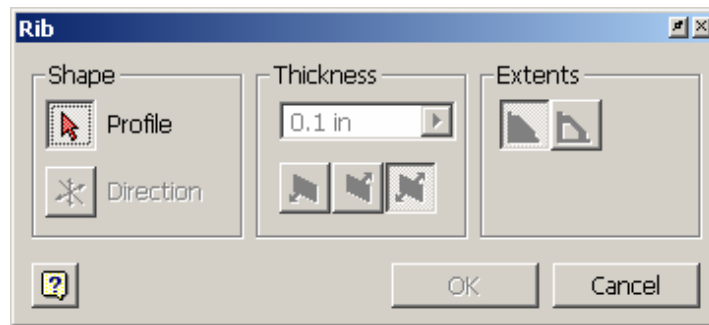 Rib
Shape
Thickness
Extents
Profile
0.1 in
Direction
?
OK
Cancel